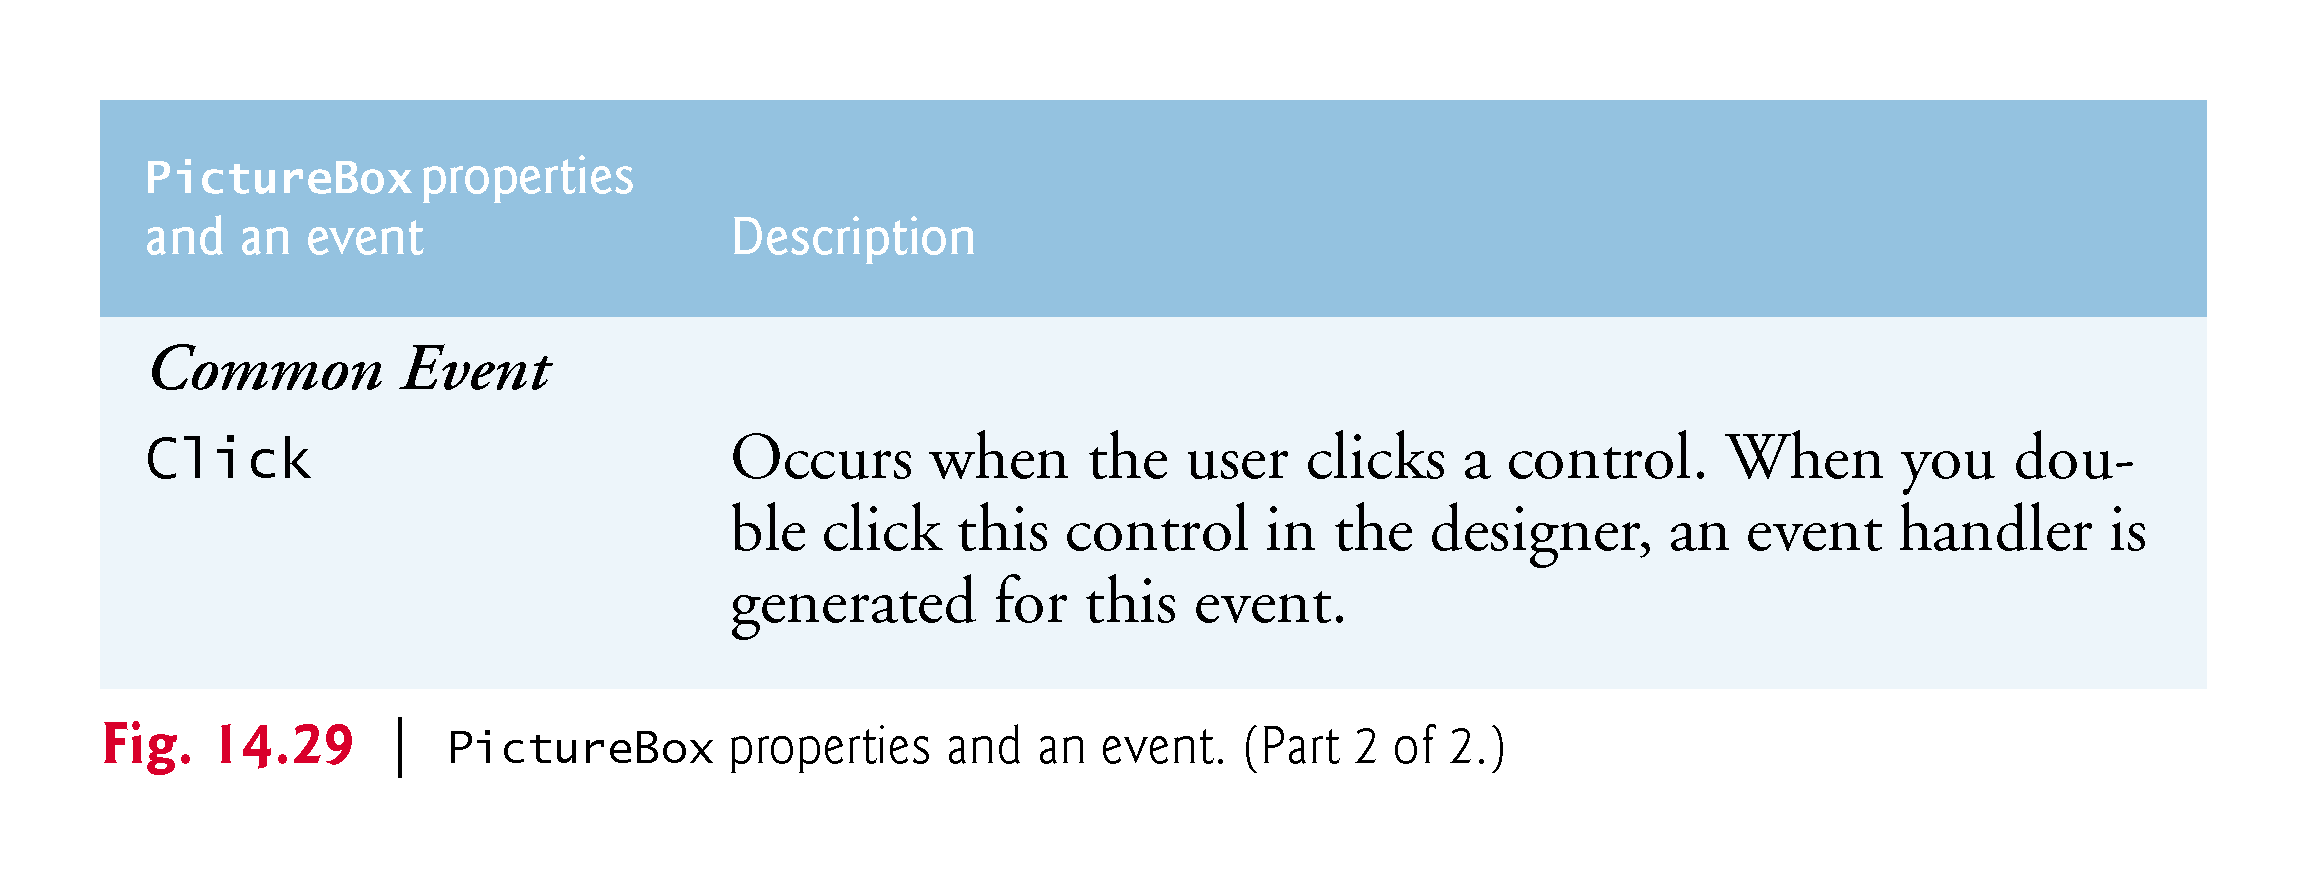 PictureBox properties
and an event
Description
Common Event
Click
Occurs when the user clicks a control. When you dou-
ble click this control in the designer, an event handler is
generated for this event.
Fig. 14.29 | PictureBox properties and an event. (Part 2 of 2.)